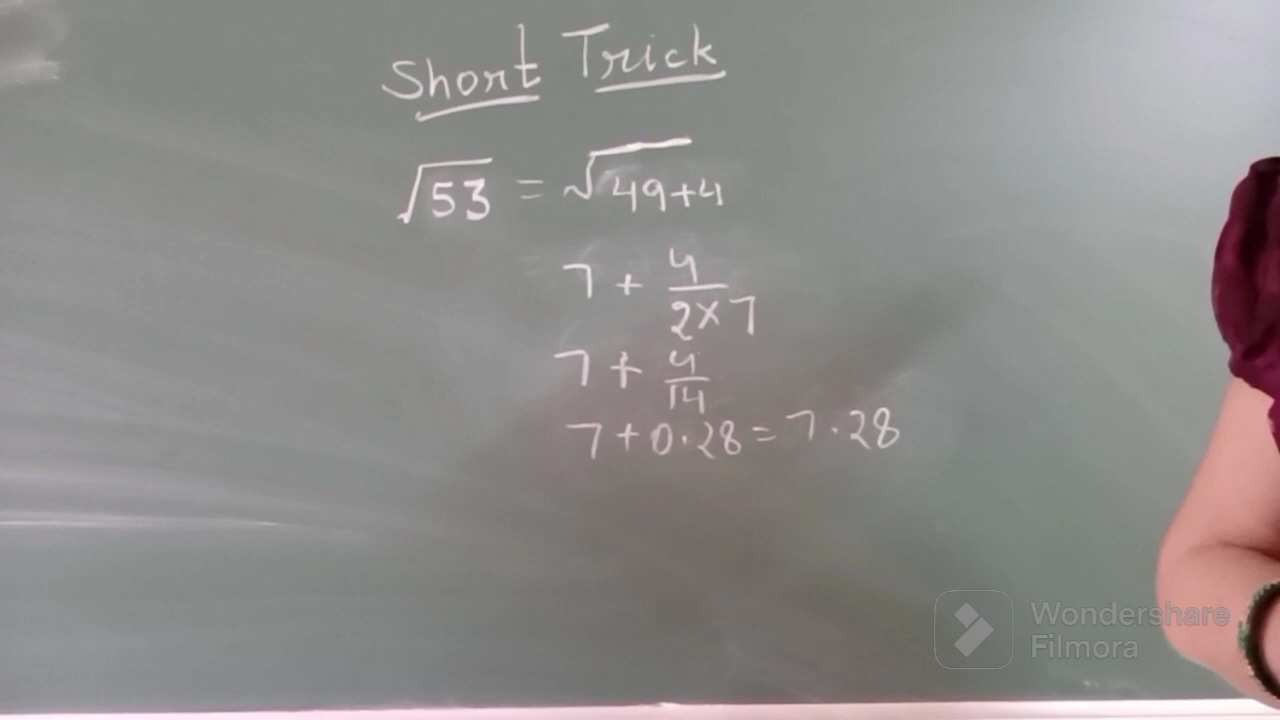 Short Trick
√53 = √49+4
7 + 4/2×7
7 + 4/14
7+0.28=7.28
Wondershare
Filmora